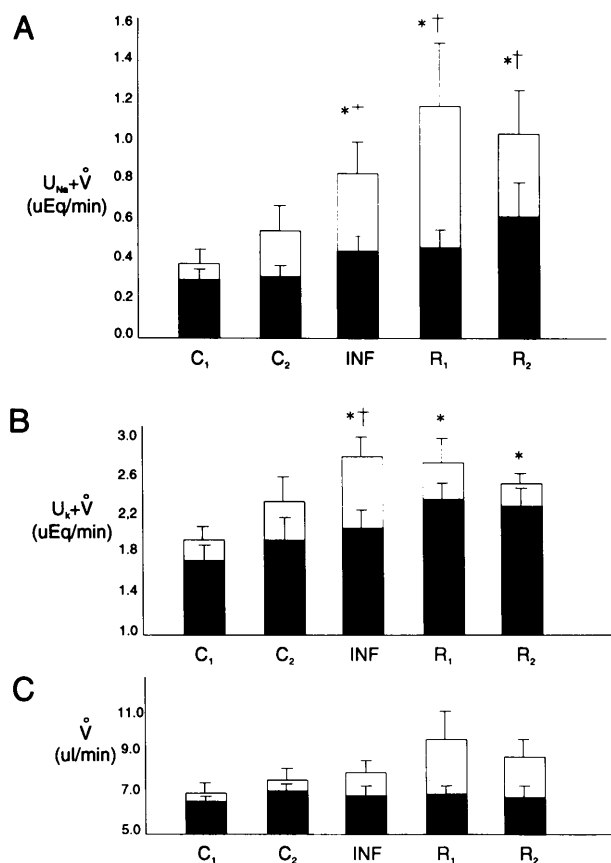 A
1.6
1.4
1.2
1.0
0.8
0.6
0.4
0.2
0.0
U_Na+V̊
(uEq/min)
*+
*†
*†
C₁ C₂ INF R₁ R₂
B
3.0
2.6
2.2
1.8
1.4
1.0
U_k+V̊
(uEq/min)
*†
*
*
C₁ C₂ INF R₁ R₂
C
11.0
9.0
7.0
5.0
V̊
(ul/min)
C₁ C₂ INF R₁ R₂